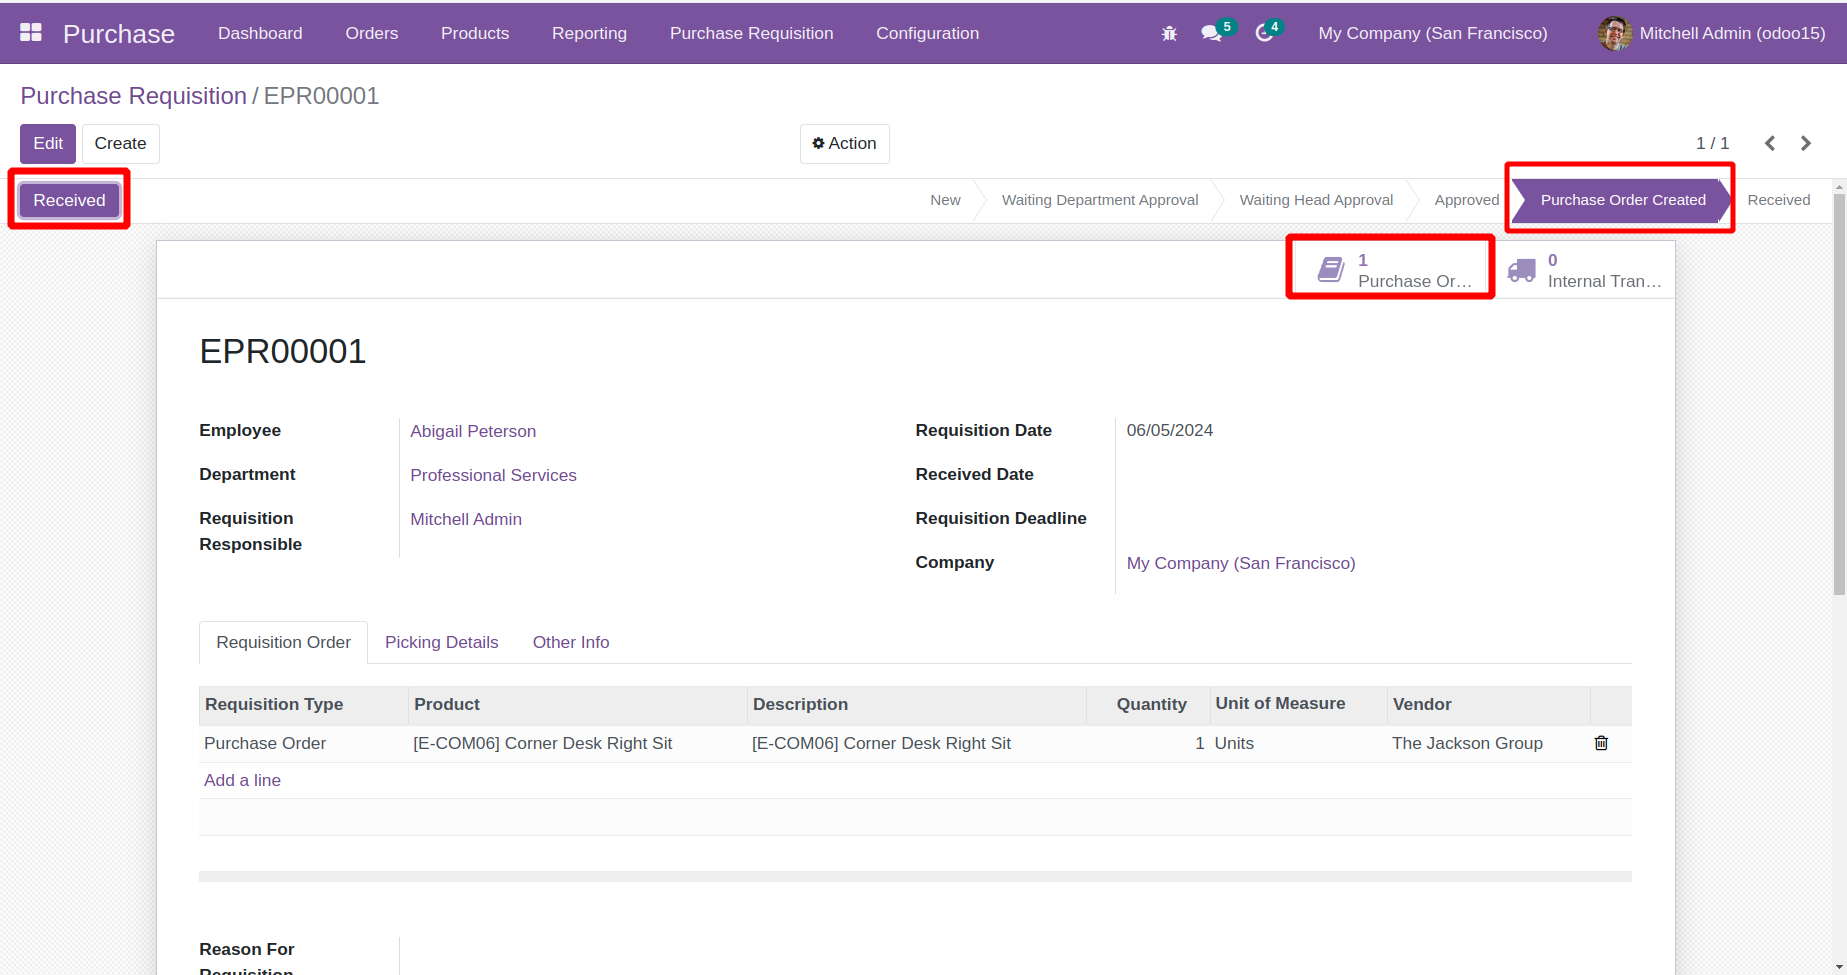 Purchase Dashboard Orders Products Reporting Purchase Requisition Configuration 5 4 My Company (San Francisco) Mitchell Admin (odoo15)
Purchase Requisition / EPR00001
Edit Create Action 1 / 1
Received New Waiting Department Approval Waiting Head Approval Approved Purchase Order Created Received
1 0
Purchase Or... Internal Tran...
EPR00001
Employee Abigail Peterson Requisition Date 06/05/2024
Department Professional Services Received Date
Requisition Mitchell Admin Requisition Deadline
Responsible
Company My Company (San Francisco)
Requisition Order Picking Details Other Info
Requisition Type Product Description Quantity Unit of Measure Vendor
Purchase Order [E-COM06] Corner Desk Right Sit [E-COM06] Corner Desk Right Sit 1 Units The Jackson Group
Add a line
Reason For
Requisition